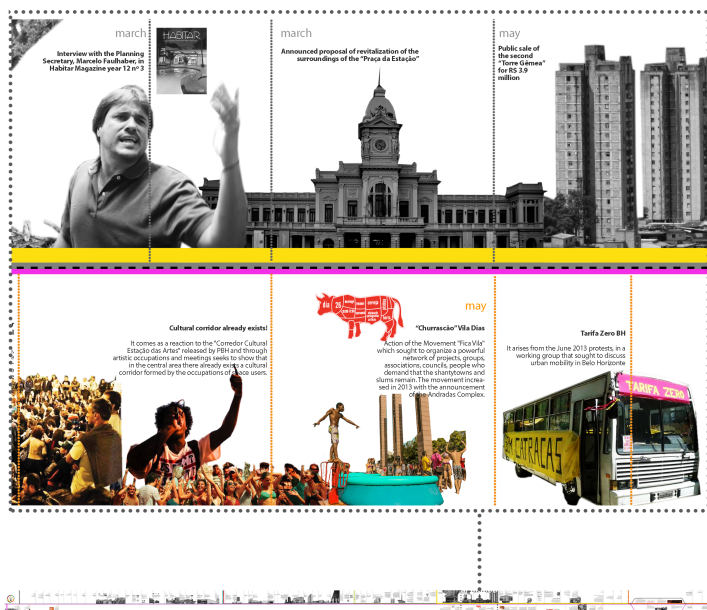 march
Interview with the Planning
Secretary, Marcelo Faulhaber, in
Habitar Magazine year 12 nº 3
HABITAR
march
Announced proposal of revitalization of the
surroundings of the "Praça da Estação"
may
Public sale of
the second
"Torre Gêmea"
for RS 3.9
million
Cultural corridor already exists!
It comes as a reaction to the "Corredor Cultural
Estação das Artes" released by PBH and through
artistic occupations and meetings seeks to show that
in the central area there already exists a cultural
corridor formed by the occupations of space users.
dia 26
may
"Churrascão" Vila Dias
Action of the Movement "Fica Vila"
which sought to organize a powerful
network of projects, groups,
associations, councils, people who
demand that the shantytowns and
slums remain. The movement increa-
sed in 2013 with the announcement
of the Andradas Complex.
Tarifa Zero BH
It arises from the June 2013 protests, in a
working group that sought to discuss
urban mobility in Belo Horizonte
TARIFA ZERO
CATRACAS